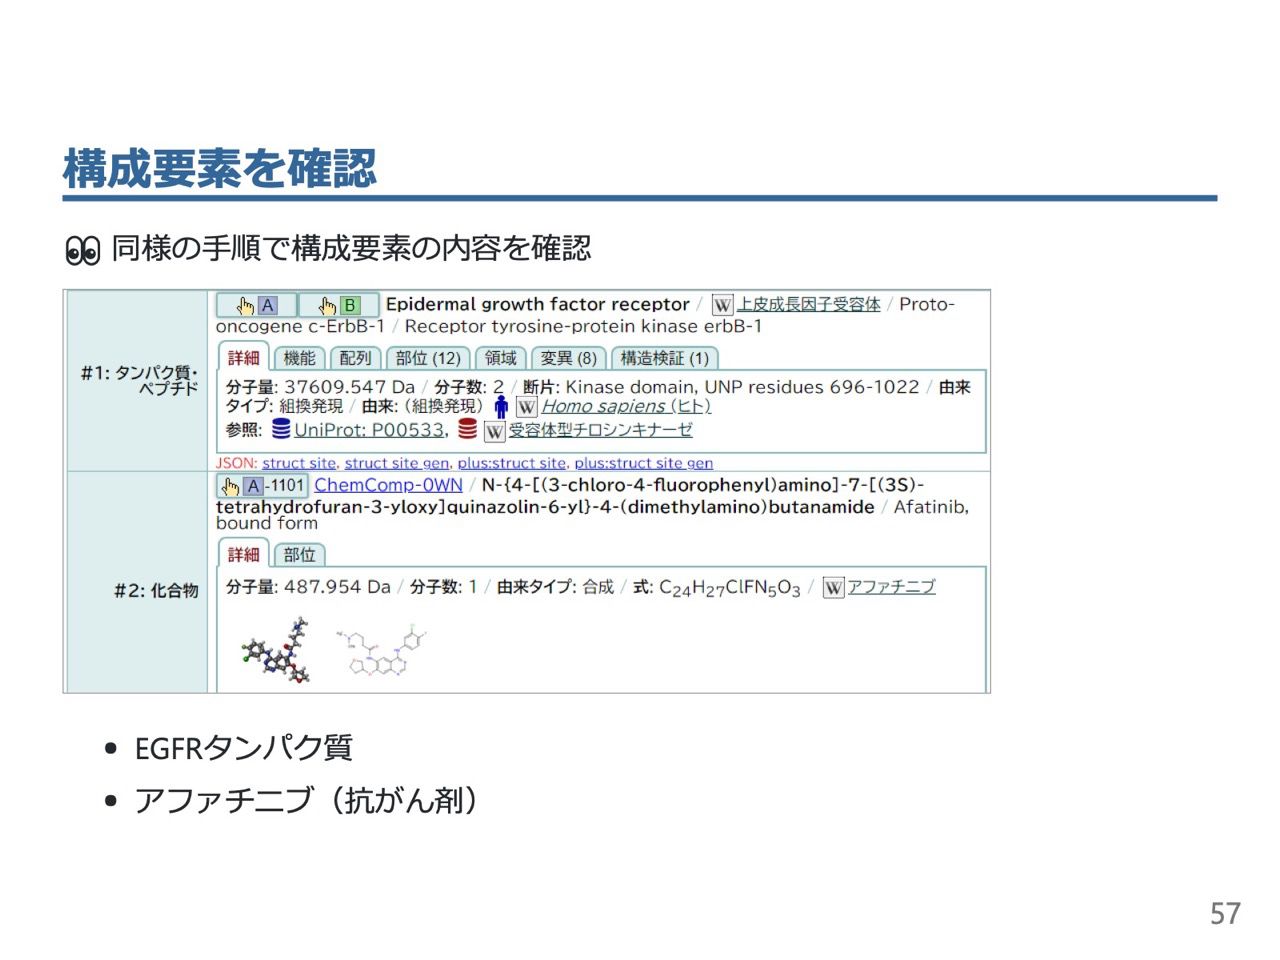 構成要素を確認
👀 同様の手順で構成要素の内容を確認
#1: タンパク質・ペプチド
A B Epidermal growth factor receptor / W 上皮成長因子受容体 / Proto-
oncogene c-ErbB-1 / Receptor tyrosine-protein kinase erbB-1
詳細 機能 配列 部位 (12) 領域 変異 (8) 構造検証 (1)
分子量: 37609.547 Da / 分子数: 2 / 断片: Kinase domain, UNP residues 696-1022 / 由来
タイプ: 組換発現 / 由来: (組換発現) W Homo sapiens (ヒト)
参照: UniProt: P00533, W 受容体型チロシンキナーゼ
JSON: struct site, struct site gen, plus:struct site, plus:struct site gen
#2: 化合物
A-1101 ChemComp-0WN / N-{4-[(3-chloro-4-fluorophenyl)amino]-7-[(3S)-
tetrahydrofuran-3-yloxy]quinazolin-6-yl}-4-(dimethylamino)butanamide / Afatinib,
bound form
詳細 部位
分子量: 487.954 Da / 分子数: 1 / 由来タイプ: 合成 / 式: C24H27ClFN5O3 / W アファチニブ
• EGFRタンパク質
• アファチニブ（抗がん剤）
57